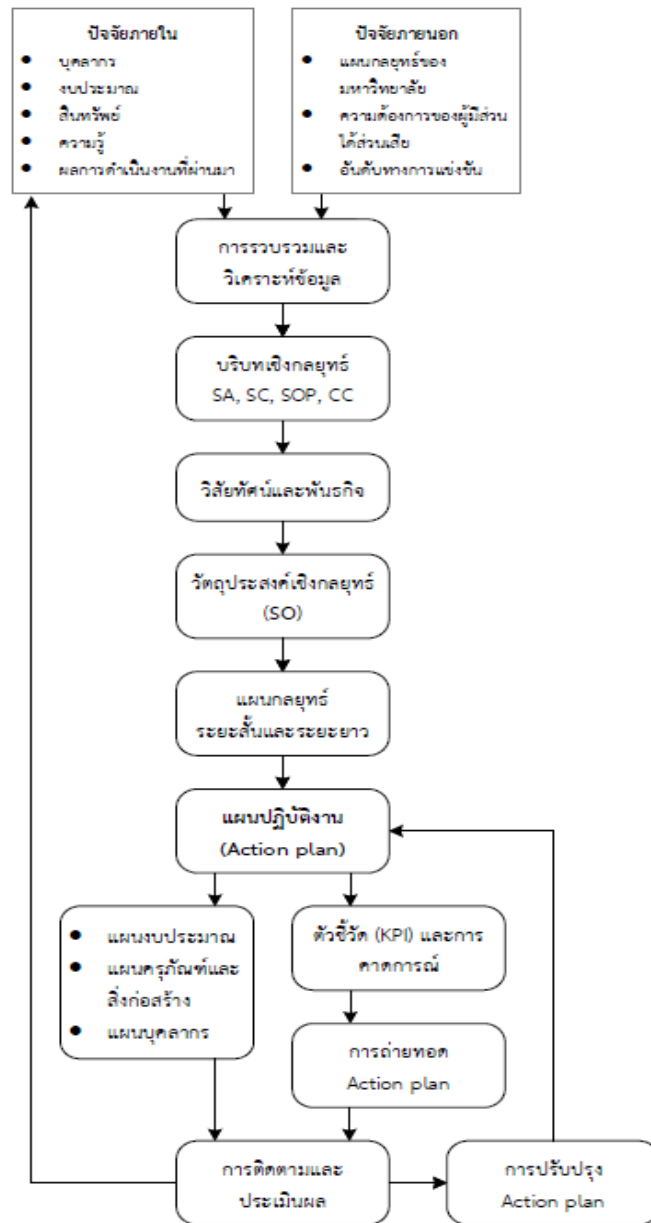 ปัจจัยภายใน
● บุคลากร
● งบประมาณ
● สินทรัพย์
● ความรู้
● ผลการดำเนินงานที่ผ่านมา
ปัจจัยภายนอก
● แผนกลยุทธ์ของ
มหาวิทยาลัย
● ความต้องการของผู้มีส่วน
ได้ส่วนเสีย
● อันดับทางการแข่งขัน
การรวบรวมและ
วิเคราะห์ข้อมูล
บริบทเชิงกลยุทธ์
SA, SC, SOP, CC
วิสัยทัศน์และพันธกิจ
วัตถุประสงค์เชิงกลยุทธ์
(SO)
แผนกลยุทธ์
ระยะสั้นและระยะยาว
แผนปฏิบัติงาน
(Action plan)
● แผนงบประมาณ
● แผนครุภัณฑ์และ
สิ่งก่อสร้าง
● แผนบุคลากร
ตัวชี้วัด (KPI) และการ
คาดการณ์
การถ่ายทอด
Action plan
การติดตามและ
ประเมินผล
การปรับปรุง
Action plan